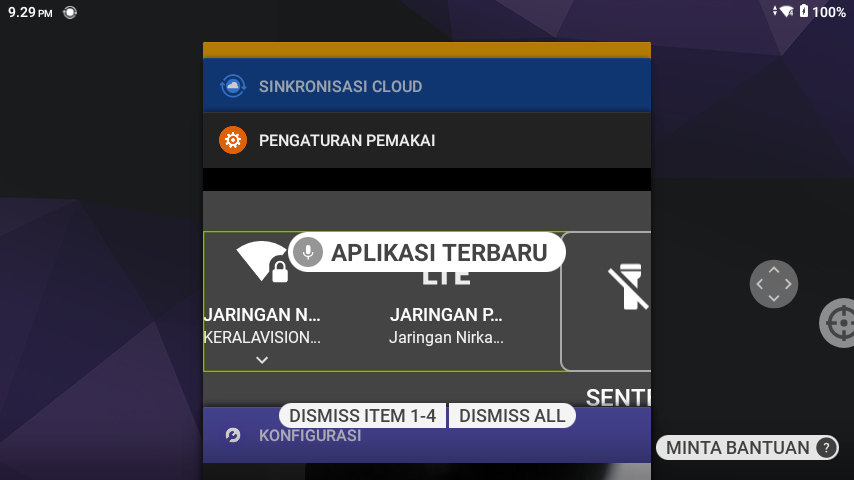 9.29 PM
100%
SINKRONISASI CLOUD
PENGATURAN PEMAKAI
APLIKASI TERBARU
LTE
JARINGAN N...
JARINGAN P...
KERALAVISION...
Jaringan Nirka...
SENTE
DISMISS ITEM 1-4
DISMISS ALL
KONFIGURASI
MINTA BANTUAN ?